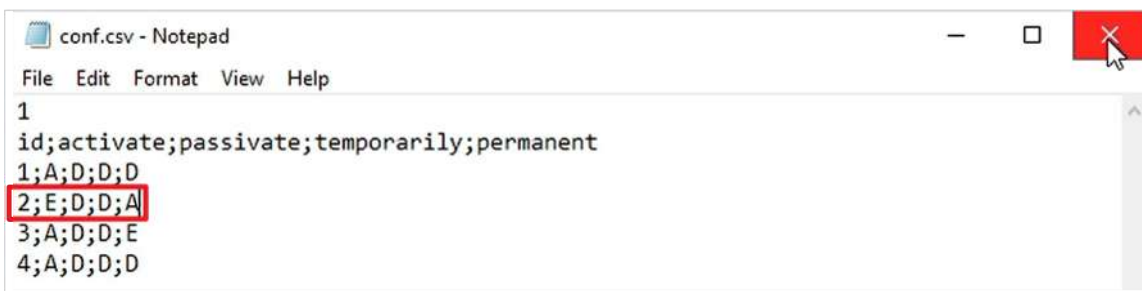 conf.csv - Notepad
File Edit Format View Help
1
id;activate;passivate;temporarily;permanent
1;A;D;D;D
2;E;D;D;A
3;A;D;D;E
4;A;D;D;D